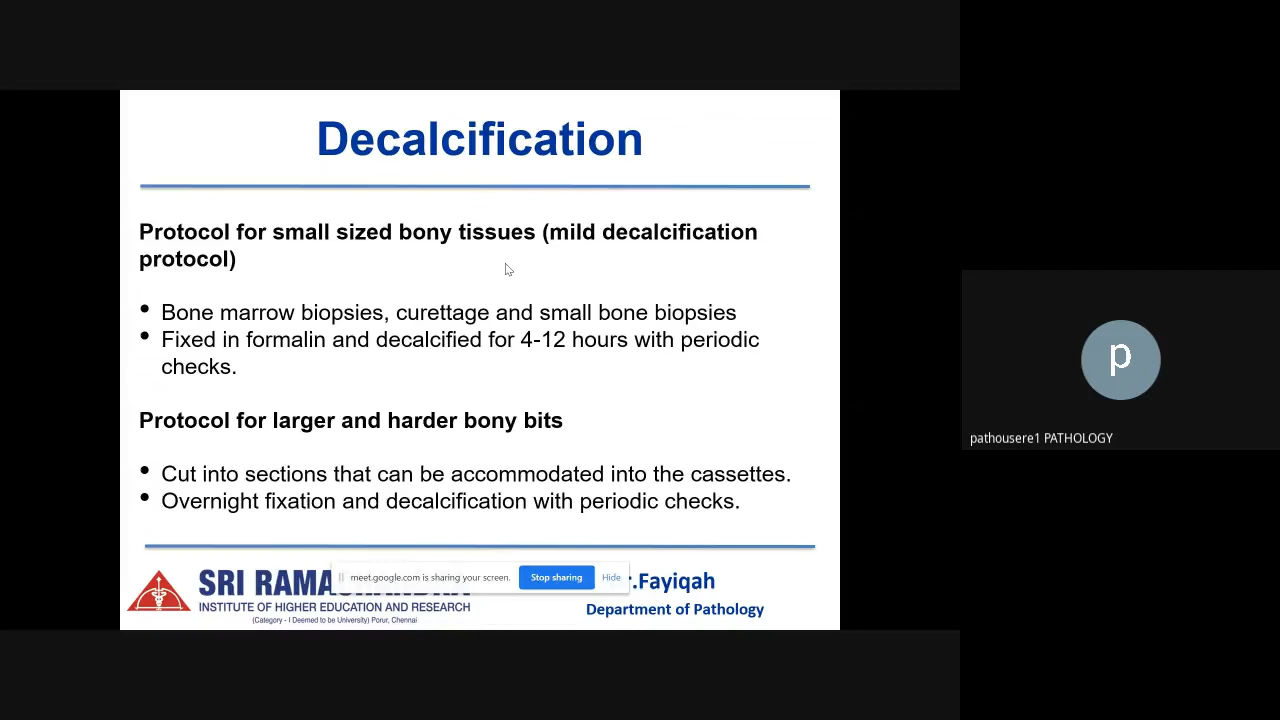 Decalcification
Protocol for small sized bony tissues (mild decalcification
protocol)
• Bone marrow biopsies, curettage and small bone biopsies
• Fixed in formalin and decalcified for 4-12 hours with periodic
checks.
Protocol for larger and harder bony bits
• Cut into sections that can be accommodated into the cassettes.
• Overnight fixation and decalcification with periodic checks.
SRI
INSTITUTE OF HIGHER EDUCATION AND RESEARCH
(Category - I Deemed to be University) Porur, Chennai
meet.google.com is sharing your screen. Stop sharing Hide
r.Fayiqah
Department of Pathology
p
pathousere1 PATHOLOGY